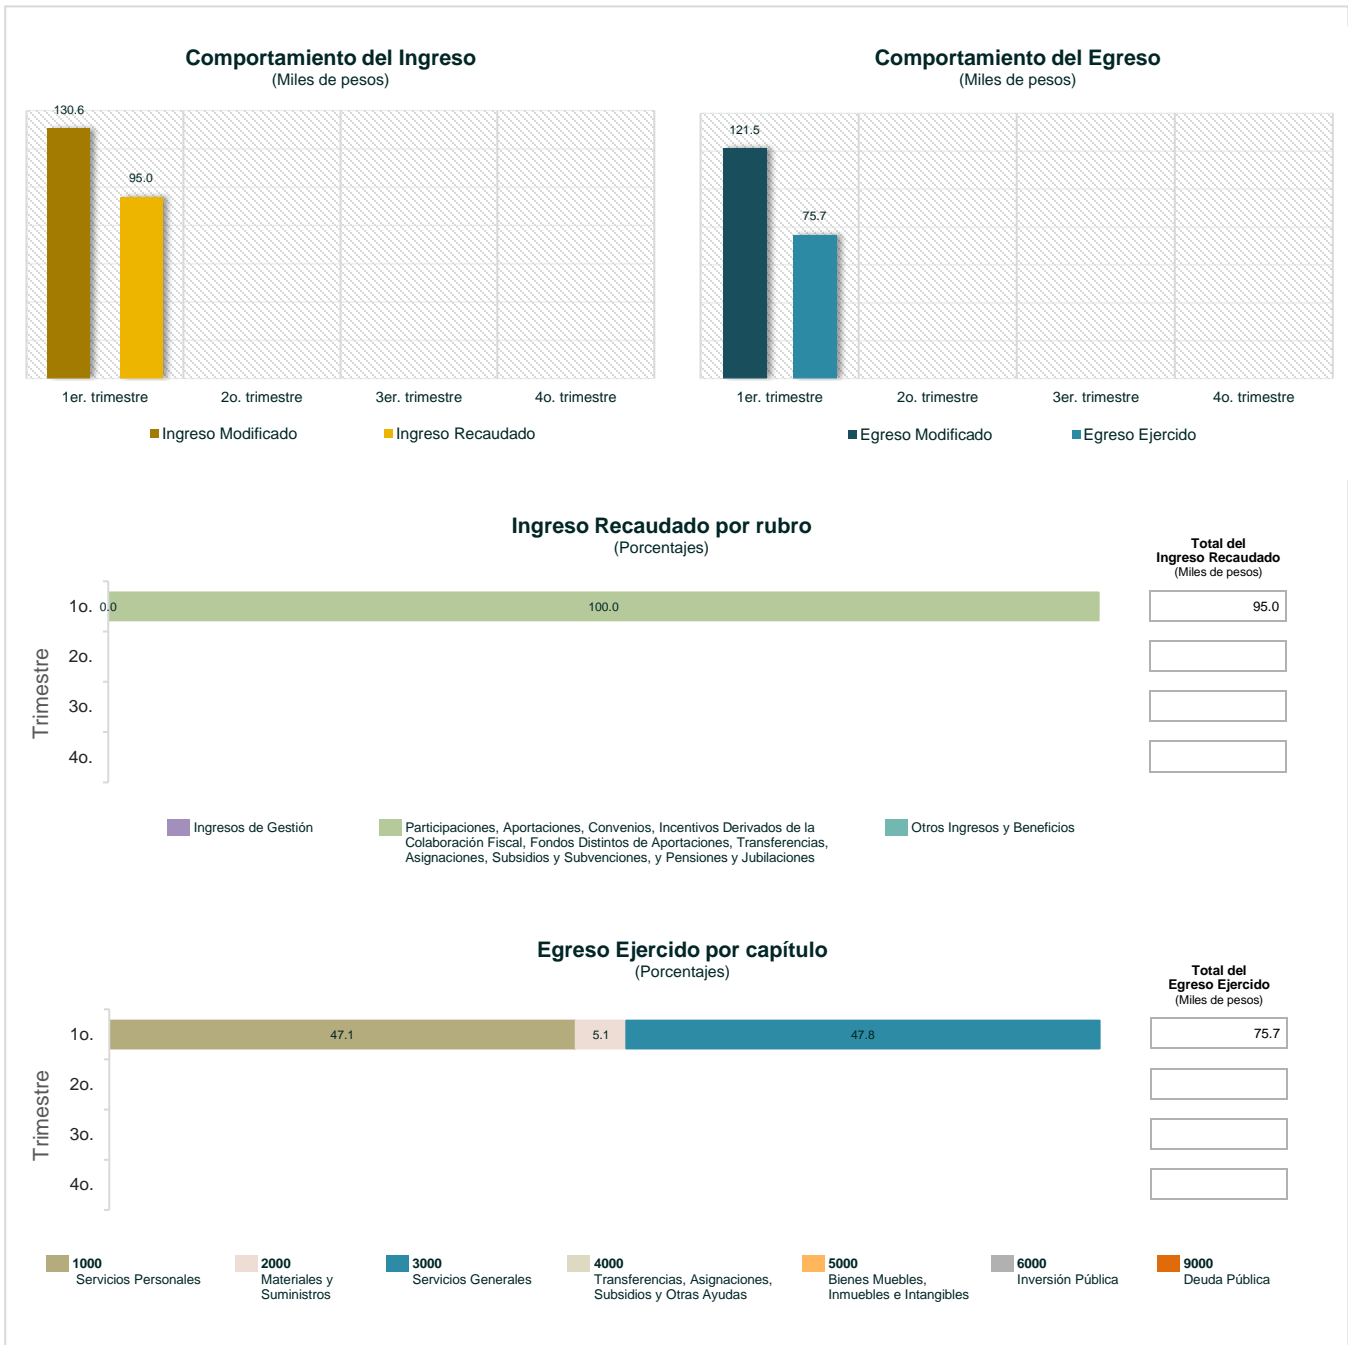 Comportamiento del Ingreso
(Miles de pesos)
130.6
95.0
1er. trimestre
2o. trimestre
3er. trimestre
4o. trimestre
Ingreso Modificado
Ingreso Recaudado
Comportamiento del Egreso
(Miles de pesos)
121.5
75.7
1er. trimestre
2o. trimestre
3er. trimestre
4o. trimestre
Egreso Modificado
Egreso Ejercido
Ingreso Recaudado por rubro
(Porcentajes)
Total del
Ingreso Recaudado
(Miles de pesos)
Trimestre
1o.
0.0
100.0
95.0
2o.
3o.
4o.
Ingresos de Gestión
Participaciones, Aportaciones, Convenios, Incentivos Derivados de la
Colaboración Fiscal, Fondos Distintos de Aportaciones, Transferencias,
Asignaciones, Subsidios y Subvenciones, y Pensiones y Jubilaciones
Otros Ingresos y Beneficios
Egreso Ejercido por capítulo
(Porcentajes)
Total del
Egreso Ejercido
(Miles de pesos)
Trimestre
1o.
47.1
5.1
47.8
75.7
2o.
3o.
4o.
1000
Servicios Personales
2000
Materiales y
Suministros
3000
Servicios Generales
4000
Transferencias, Asignaciones,
Subsidios y Otras Ayudas
5000
Bienes Muebles,
Inmuebles e Intangibles
6000
Inversión Pública
9000
Deuda Pública